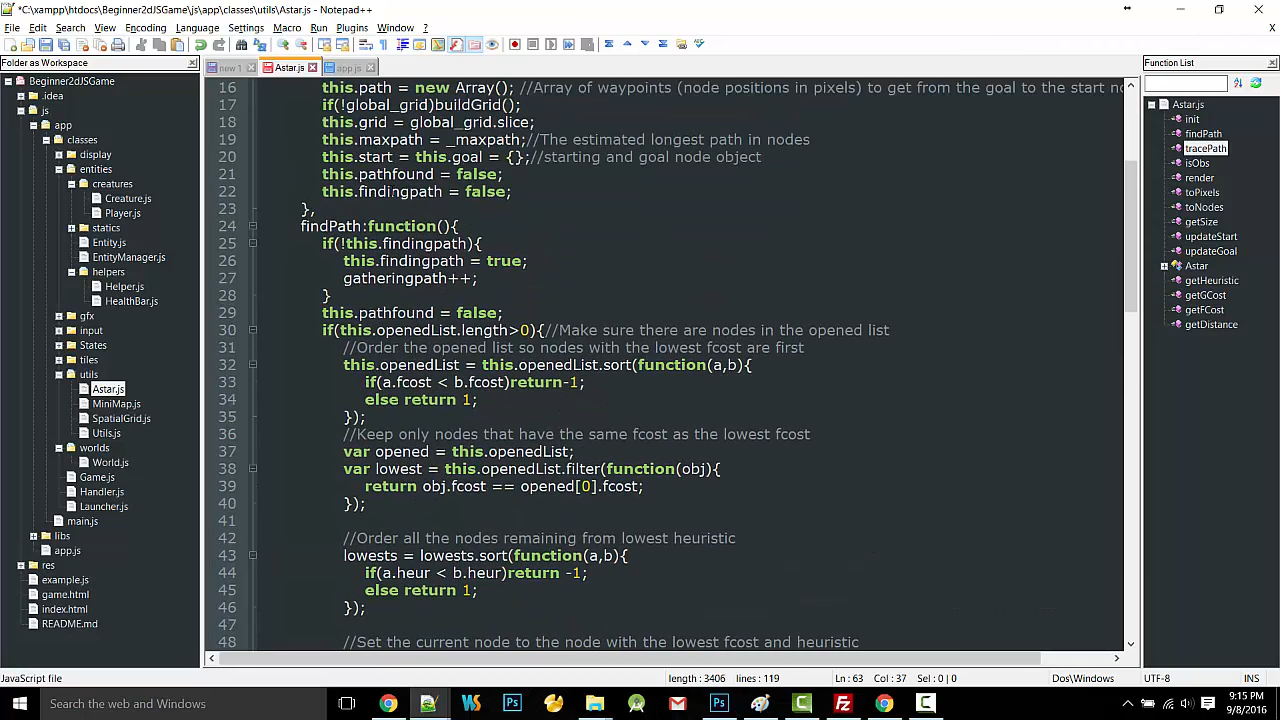 *C:\xampp\htdocs\Beginner2dJSGame\js\app\classes\utils\Astar.js - Notepad++
File Edit Search View Encoding Language Settings Macro Run Plugins Window ?
X
Folder as Workspace
new 1
Astar.js
app.js
Function List
Beginner2dJSGame
idea
js
app
classes
display
entities
creatures
Creature.js
Player.js
statics
Entity.js
EntityManager.js
helpers
Helper.js
HealthBar.js
gfx
input
States
tiles
utils
Astar.js
MiniMap.js
SpatialGrid.js
Utils.js
worlds
World.js
Game.js
Handler.js
Launcher.js
main.js
libs
app.js
res
example.js
game.html
index.html
README.md
16 this.path = new Array(); //Array of waypoints (node positions in pixels) to get from the goal to the start no
17 if(!global_grid)buildGrid();
18 this.grid = global_grid.slice;
19 this.maxpath = _maxpath;//The estimated longest path in nodes
20 this.start = this.goal = {};//starting and goal node object
21 this.pathfound = false;
22 this.findingpath = false;
23 },
24 findPath:function(){
25 if(!this.findingpath){
26 this.findingpath = true;
27 gatheringpath++;
28 }
29 this.pathfound = false;
30 if(this.openedList.length>0){//Make sure there are nodes in the opened list
31 //Order the opened list so nodes with the lowest fcost are first
32 this.openedList = this.openedList.sort(function(a,b){
33 if(a.fcost < b.fcost)return-1;
34 else return 1;
35 });
36 //Keep only nodes that have the same fcost as the lowest fcost
37 var opened = this.openedList;
38 var lowest = this.openedList.filter(function(obj){
39 return obj.fcost == opened[0].fcost;
40 });
41
42 //Order all the nodes remaining from lowest heuristic
43 lowests = lowests.sort(function(a,b){
44 if(a.heur < b.heur)return -1;
45 else return 1;
46 });
47
48 //Set the current node to the node with the lowest fcost and heuristic
Astar.js
init
findPath
tracePath
isObs
render
toPixels
toNodes
getSize
updateStart
updateGoal
Astar
getHeuristic
getGCost
getFCost
getDistance
JavaScript file
length : 3406 lines : 119
Ln : 63 Col : 37 Sel : 0 | 0
Dos\Windows
UTF-8
INS
Search the web and Windows
9:15 PM
9/8/2016